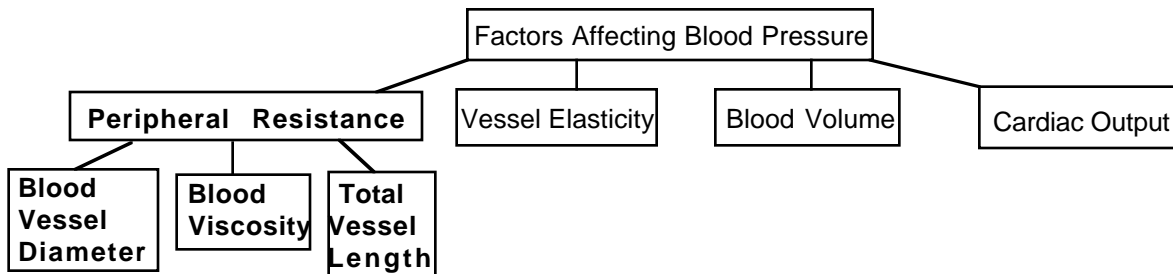 Factors Affecting Blood Pressure
Peripheral Resistance
Vessel Elasticity
Blood Volume
Cardiac Output
Blood
Vessel
Diameter
Blood
Viscosity
Total
Vessel
Length